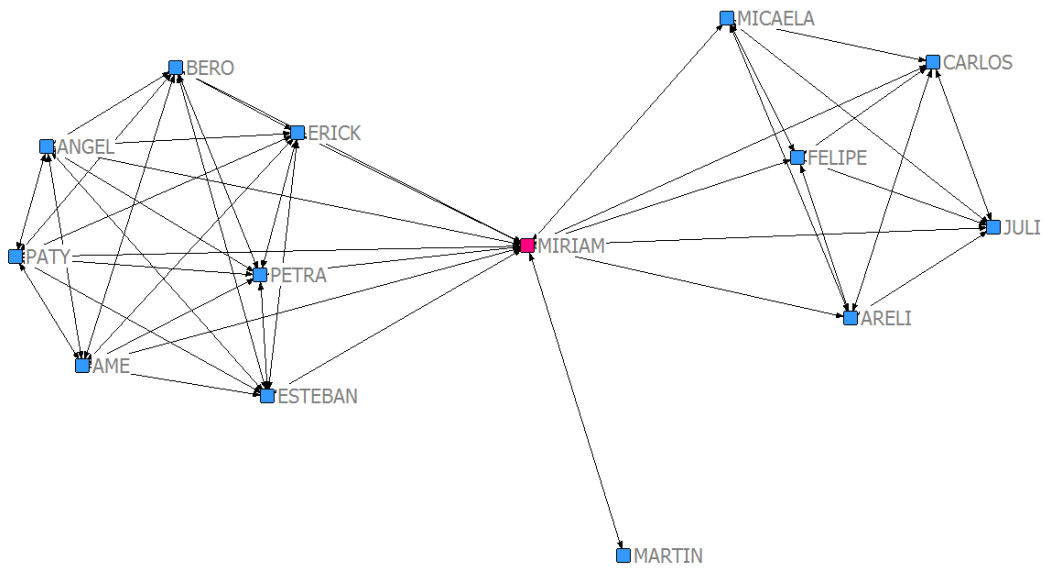 MICAELA
CARLOS
BERO
ERICK
ANGEL
FELIPE
JULI
MIRIAM
PATY
PETRA
ARELI
AME
ESTEBAN
MARTIN